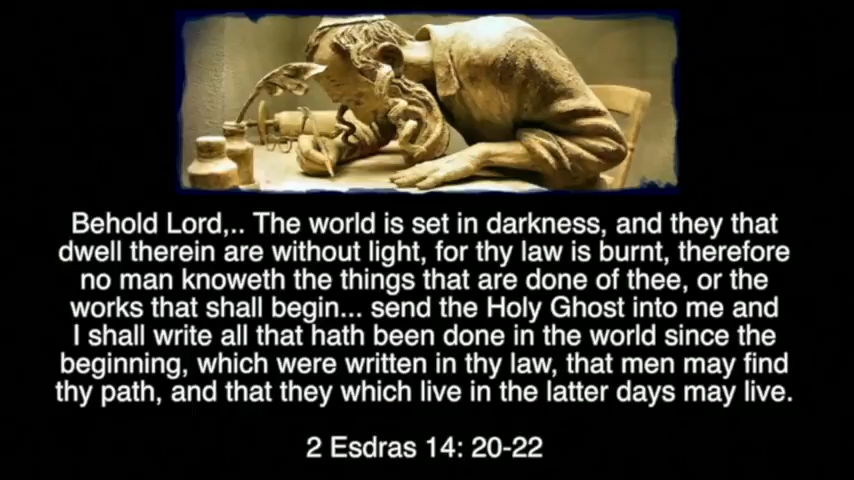 Behold Lord,.. The world is set in darkness, and they that
dwell therein are without light, for thy law is burnt, therefore
no man knoweth the things that are done of thee, or the
works that shall begin... send the Holy Ghost into me and
I shall write all that hath been done in the world since the
beginning, which were written in thy law, that men may find
thy path, and that they which live in the latter days may live.
2 Esdras 14: 20-22